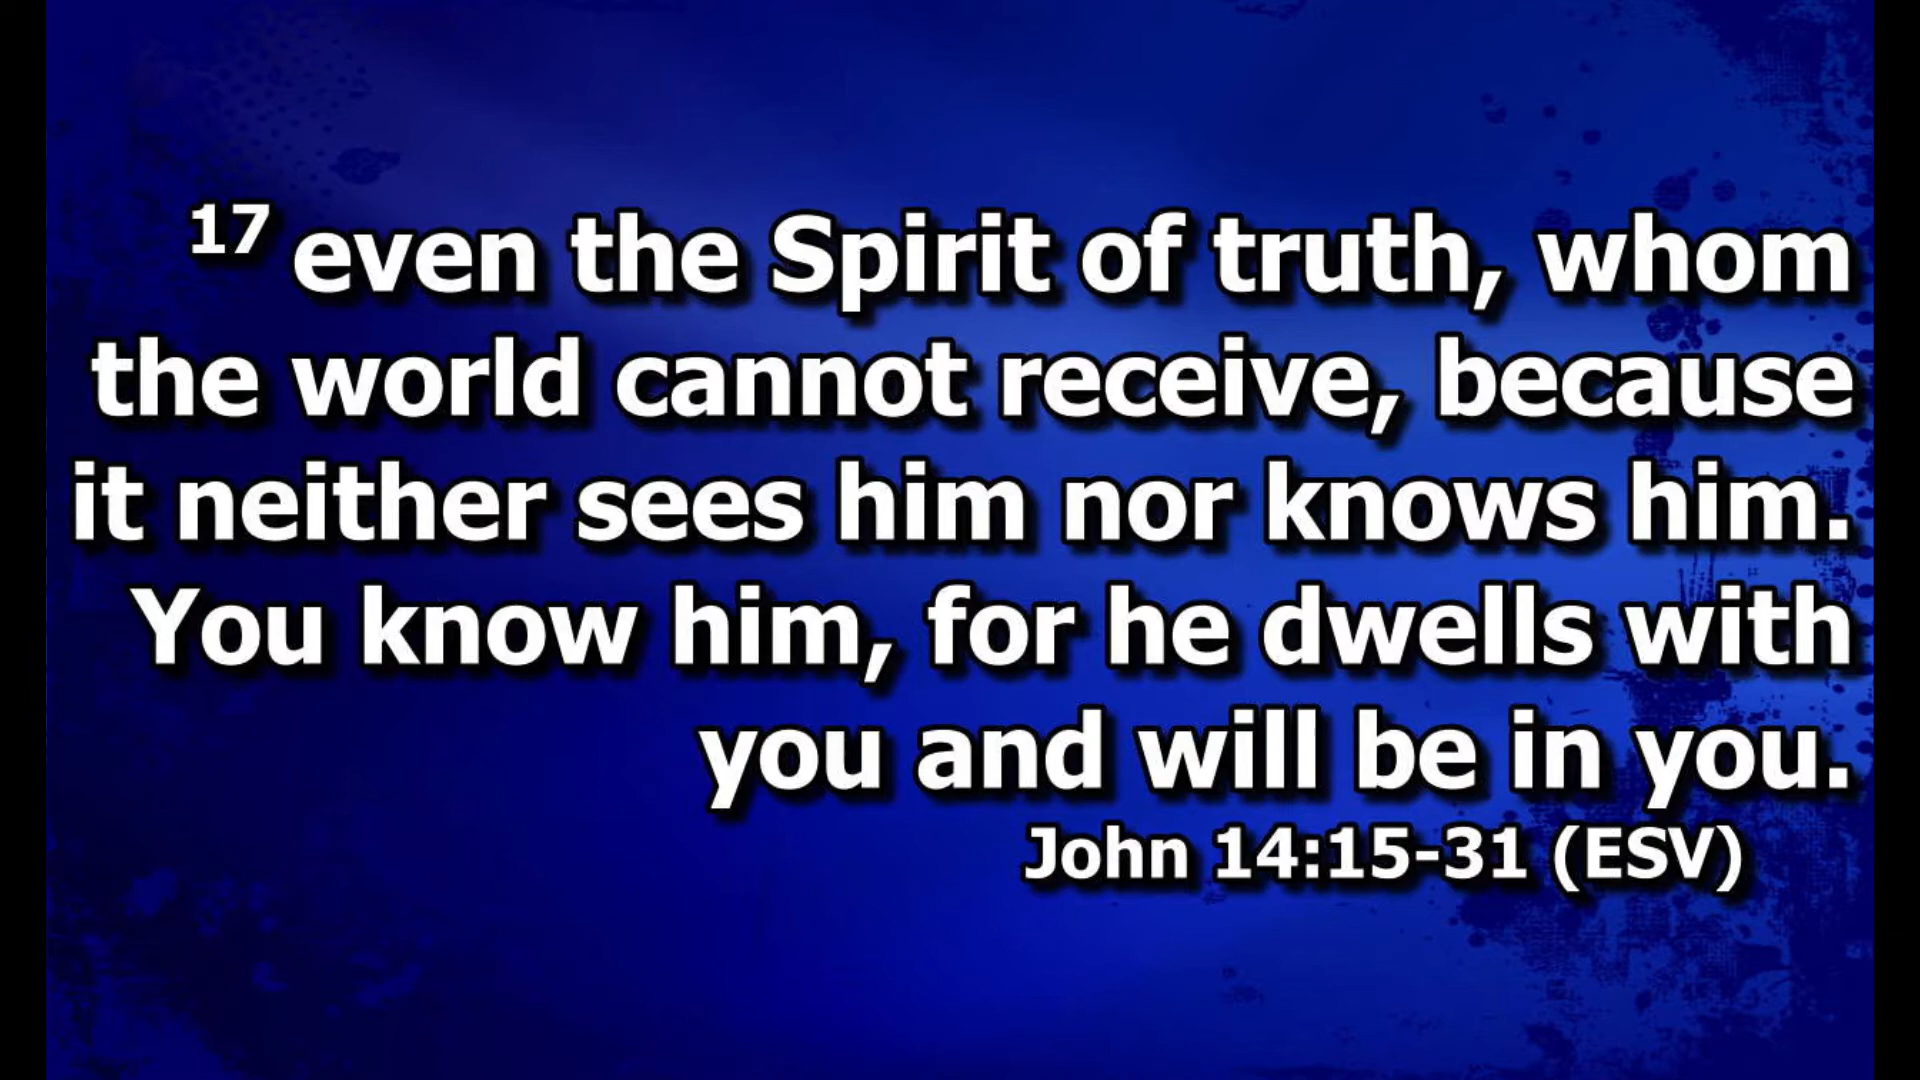 17 even the Spirit of truth, whom
the world cannot receive, because
it neither sees him nor knows him.
You know him, for he dwells with
you and will be in you.
John 14:15-31 (ESV)